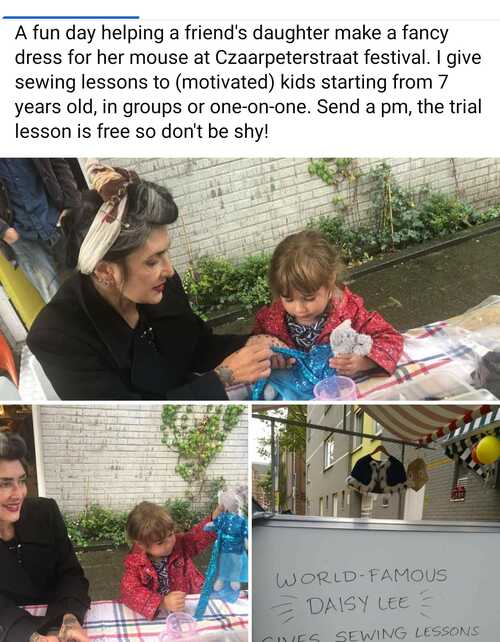 A fun day helping a friend's daughter make a fancy
dress for her mouse at Czaarpeterstraat festival. I give
sewing lessons to (motivated) kids starting from 7
years old, in groups or one-on-one. Send a pm, the trial
lesson is free so don't be shy!
WORLD-FAMOUS
DAISY LEE
GIVES SEWING LESSONS